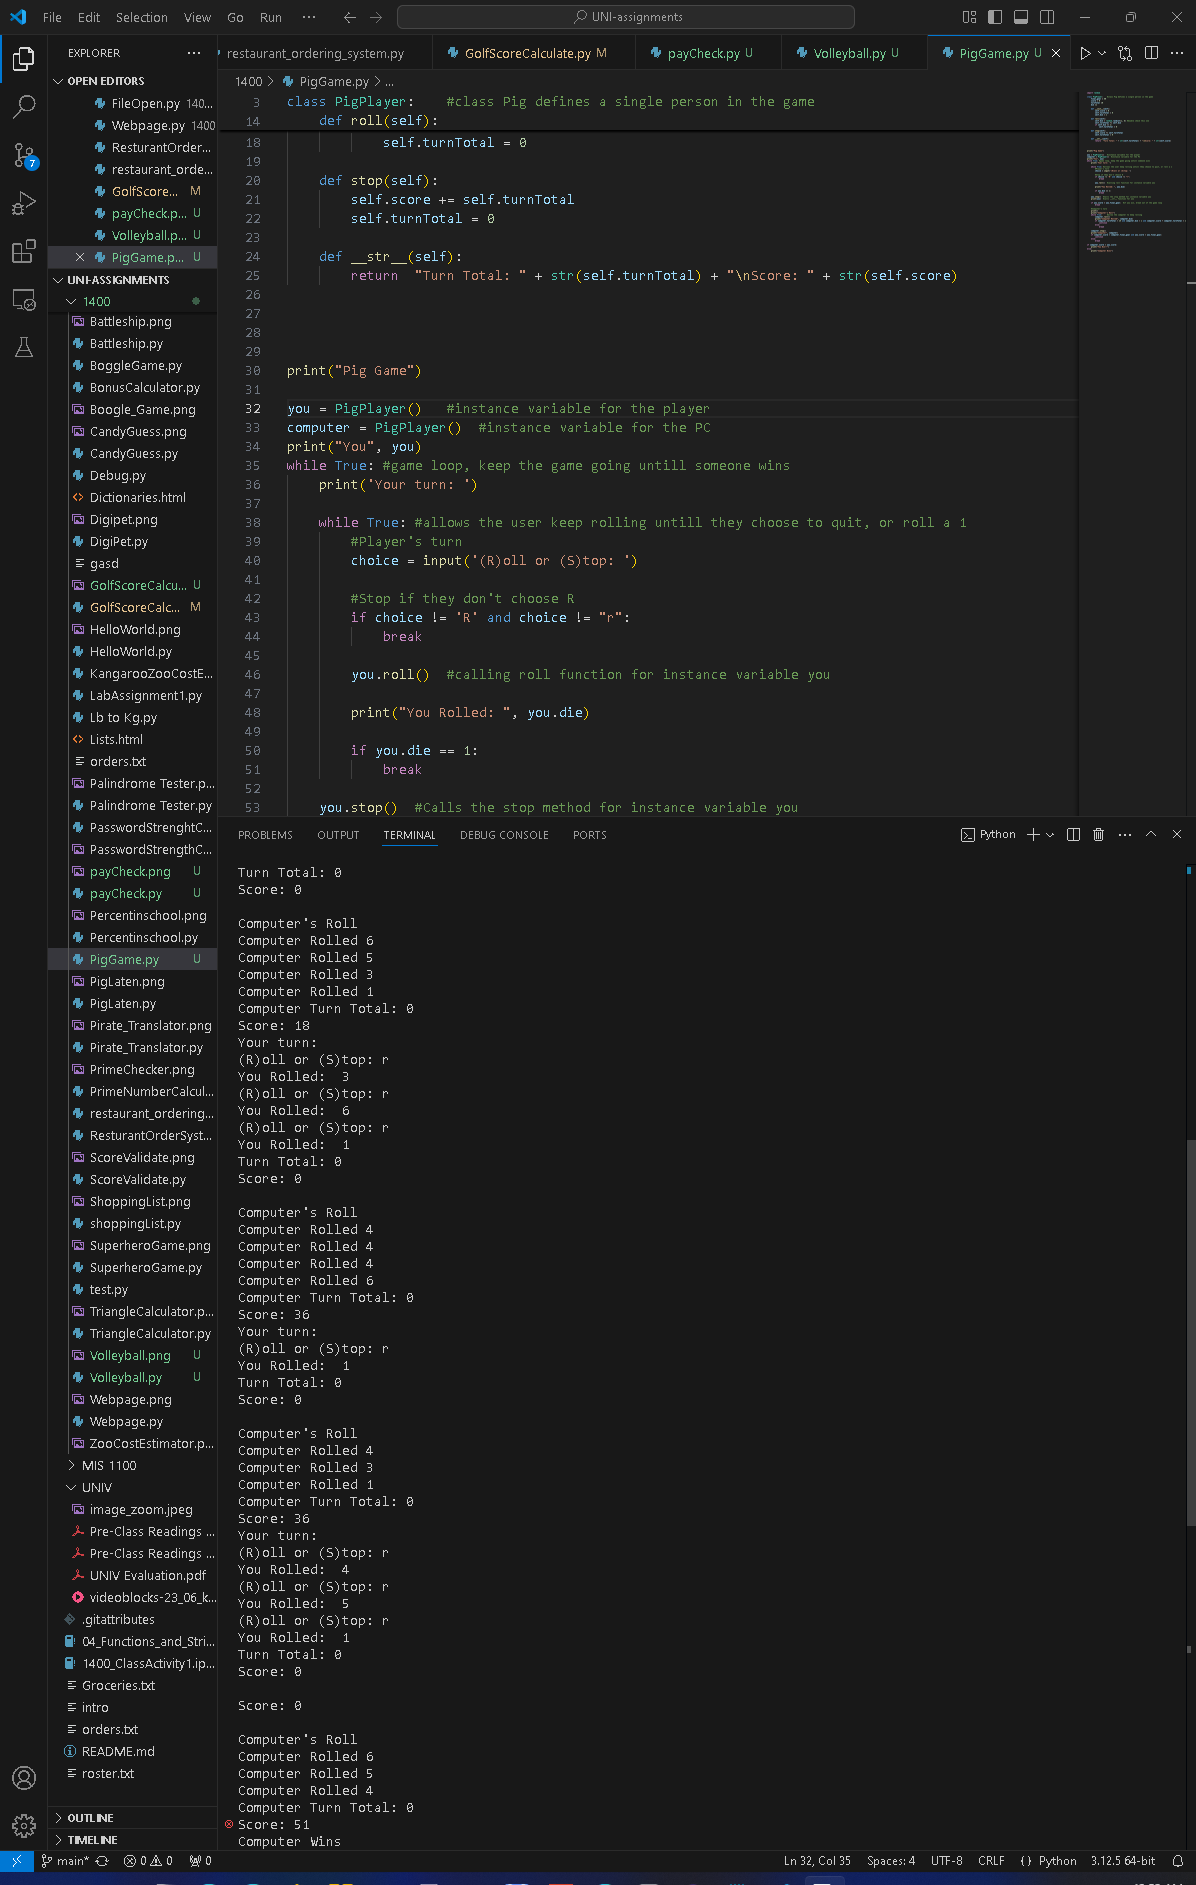 File Edit Selection View Go Run ··· UNI-assignments
EXPLORER ···
OPEN EDITORS
FileOpen.py 140...
Webpage.py 1400
ResturantOrder...
restaurant_orde...
GolfScore... M
payCheck.p... U
Volleyball.p... U
PigGame.p... U
UNI-ASSIGNMENTS
1400
Battleship.png
Battleship.py
BoggleGame.py
BonusCalculator.py
Boogle_Game.png
CandyGuess.png
CandyGuess.py
Debug.py
Dictionaries.html
Digipet.png
DigiPet.py
gasd
GolfScoreCalcu... U
GolfScoreCalc... M
HelloWorld.png
HelloWorld.py
KangarooZooCostE...
LabAssignment1.py
Lb to Kg.py
Lists.html
orders.txt
Palindrome Tester.p...
Palindrome Tester.py
PasswordStrenghtC...
PasswordStrengthC...
payCheck.png U
payCheck.py U
Percentinschool.png
Percentinschool.py
PigGame.py U
PigLaten.png
PigLaten.py
Pirate_Translator.png
Pirate_Translator.py
PrimeChecker.png
PrimeNumberCalcul...
restaurant_ordering...
ResturantOrderSyst...
ScoreValidate.png
ScoreValidate.py
ShoppingList.png
shoppingList.py
SuperheroGame.png
SuperheroGame.py
test.py
TriangleCalculator.p...
TriangleCalculator.py
Volleyball.png U
Volleyball.py U
Webpage.png
Webpage.py
ZooCostEstimator.p...
MIS 1100
UNIV
image_zoom.jpeg
Pre-Class Readings ...
Pre-Class Readings ...
UNIV Evaluation.pdf
videoblocks-23_06_k...
.gitattributes
04_Functions_and_Stri...
1400_ClassActivity1.ip...
Groceries.txt
intro
orders.txt
README.md
roster.txt
OUTLINE
TIMELINE
restaurant_ordering_system.py GolfScoreCalculate.py M payCheck.py U Volleyball.py U PigGame.py U
1400 > PigGame.py > ...
3 class PigPlayer: #class Pig defines a single person in the game
14 def roll(self):
18 self.turnTotal = 0
19
20 def stop(self):
21 self.score += self.turnTotal
22 self.turnTotal = 0
23
24 def __str__(self):
25 return "Turn Total: " + str(self.turnTotal) + "\nScore: " + str(self.score)
26
27
28
29
30 print("Pig Game")
31
32 you = PigPlayer() #instance variable for the player
33 computer = PigPlayer() #instance variable for the PC
34 print("You", you)
35 while True: #game loop, keep the game going untill someone wins
36 print('Your turn: ')
37
38 while True: #allows the user keep rolling untill they choose to quit, or roll a 1
39 #Player's turn
40 choice = input('(R)oll or (S)top: ')
41
42 #Stop if they don't choose R
43 if choice != 'R' and choice != "r":
44 break
45
46 you.roll() #calling roll function for instance variable you
47
48 print("You Rolled: ", you.die)
49
50 if you.die == 1:
51 break
52
53 you.stop() #Calls the stop method for instance variable you
PROBLEMS OUTPUT TERMINAL DEBUG CONSOLE PORTS Python
Turn Total: 0
Score: 0
Computer's Roll
Computer Rolled 6
Computer Rolled 5
Computer Rolled 3
Computer Rolled 1
Computer Turn Total: 0
Score: 18
Your turn:
(R)oll or (S)top: r
You Rolled:  3
(R)oll or (S)top: r
You Rolled:  6
(R)oll or (S)top: r
You Rolled:  1
Turn Total: 0
Score: 0
Computer's Roll
Computer Rolled 4
Computer Rolled 4
Computer Rolled 4
Computer Rolled 6
Computer Turn Total: 0
Score: 36
Your turn:
(R)oll or (S)top: r
You Rolled:  1
Turn Total: 0
Score: 0
Computer's Roll
Computer Rolled 4
Computer Rolled 3
Computer Rolled 1
Computer Turn Total: 0
Score: 36
Your turn:
(R)oll or (S)top: r
You Rolled:  4
(R)oll or (S)top: r
You Rolled:  5
(R)oll or (S)top: r
You Rolled:  1
Turn Total: 0
Score: 0
Score: 0
Computer's Roll
Computer Rolled 6
Computer Rolled 5
Computer Rolled 4
Computer Turn Total: 0
Score: 51
Computer Wins
7
main* 0 0 0 Ln 32, Col 35 Spaces: 4 UTF-8 CRLF Python 3.12.5 64-bit